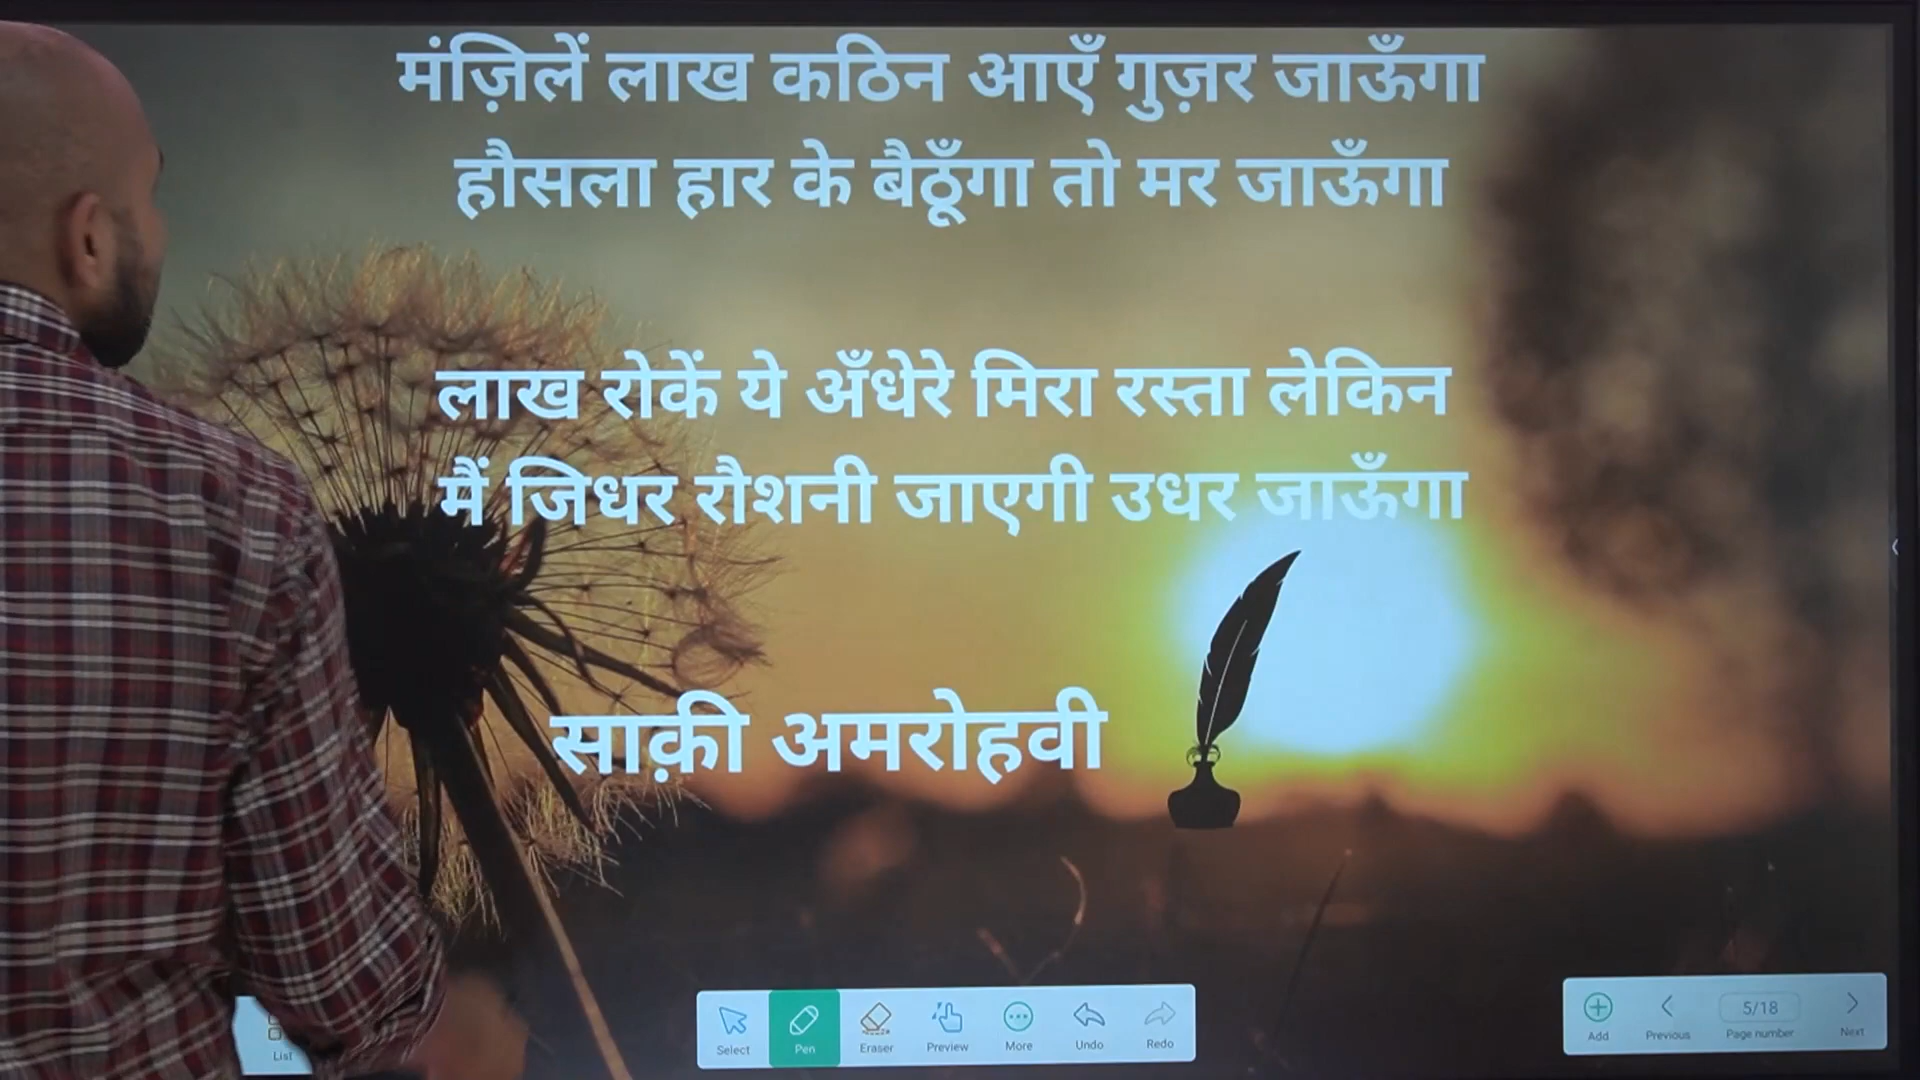 मंज़िलें लाख कठिन आएँ गुज़र जाऊँगा
हौसला हार के बैठूँगा तो मर जाऊँगा
लाख रोकें ये अँधेरे मिरा रस्ता लेकिन
मैं जिधर रौशनी जाएगी उधर जाऊँगा
साक़ी अमरोहवी
List
Select Pen Eraser Preview More Undo Redo
Add Previous 5/18 Page number Next